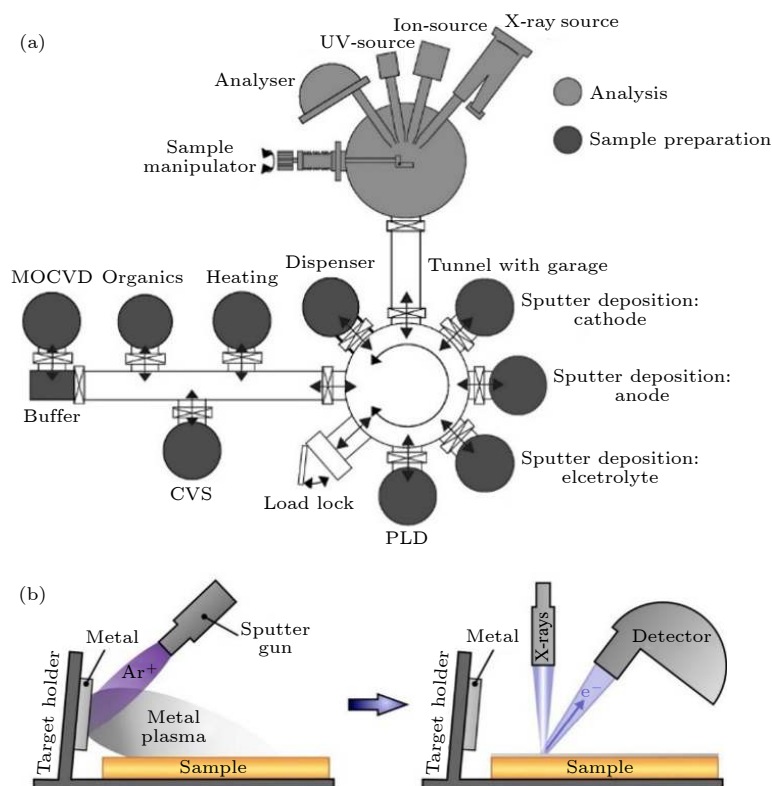 (a)
Ion-source
X-ray source
UV-source
Analyser
Analysis
Sample preparation
Sample
manipulator
MOCVD
Organics
Heating
Dispenser
Tunnel with garage
Sputter deposition:
cathode
Sputter deposition:
anode
Buffer
Sputter deposition:
elcetrolyte
CVS
Load lock
PLD
(b)
Metal
Sputter
gun
Ar+
Target holder
Metal
plasma
Sample
X-rays
Metal
Detector
e−
Target holder
Sample